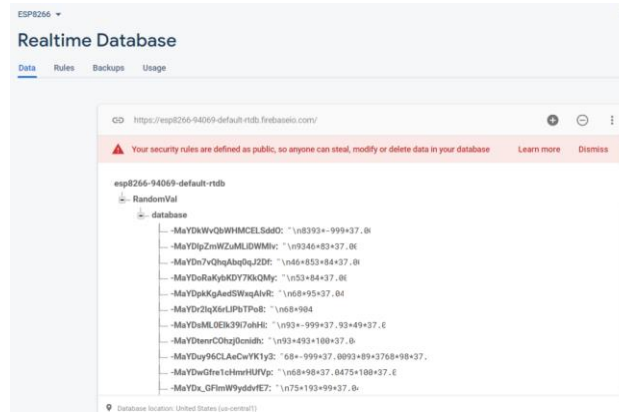 ESP8266
Realtime Database
Data Rules Backups Usage
https://esp8266-94069-default-rtdb.firebaseio.com/
Your security rules are defined as public, so anyone can steal, modify or delete data in your database Learn more Dismiss
esp8266-94069-default-rtdb
RandomVal
database
-MaYDkWvQbWHMCELSddO: "\n8393*-999*37.0
-MaYDlpZmWZuMLiDWMlv: "\n9346*83*37.0
-MaYDn7vQhqAbq0qJ2Df: "\n46*853*84*37.0
-MaYDoRaKybKDY7KkQMy: "\n53*84*37.0
-MaYDpkKgAedSWxqAlvR: "\n68*95*37.04
-MaYDr2lqX6rLlPbTPo8: "\n68*904
-MaYDsML0Elk39i7ohHi: "\n93*-999*37.93*49*37.
-MaYDtenrCOhzj0cnidh: "\n93*493*100*37.0
-MaYDuy96CLAeCwYK1y3: "68*-999*37.0093*89*3768*98*37.
-MaYDwGfre1cHmrHUfVp: "\n68*98*37.0475*100*37.
-MaYDx_GFlmW9yddvfE7: "\n75*193*99*37.0
Database location: United States (us-central1)